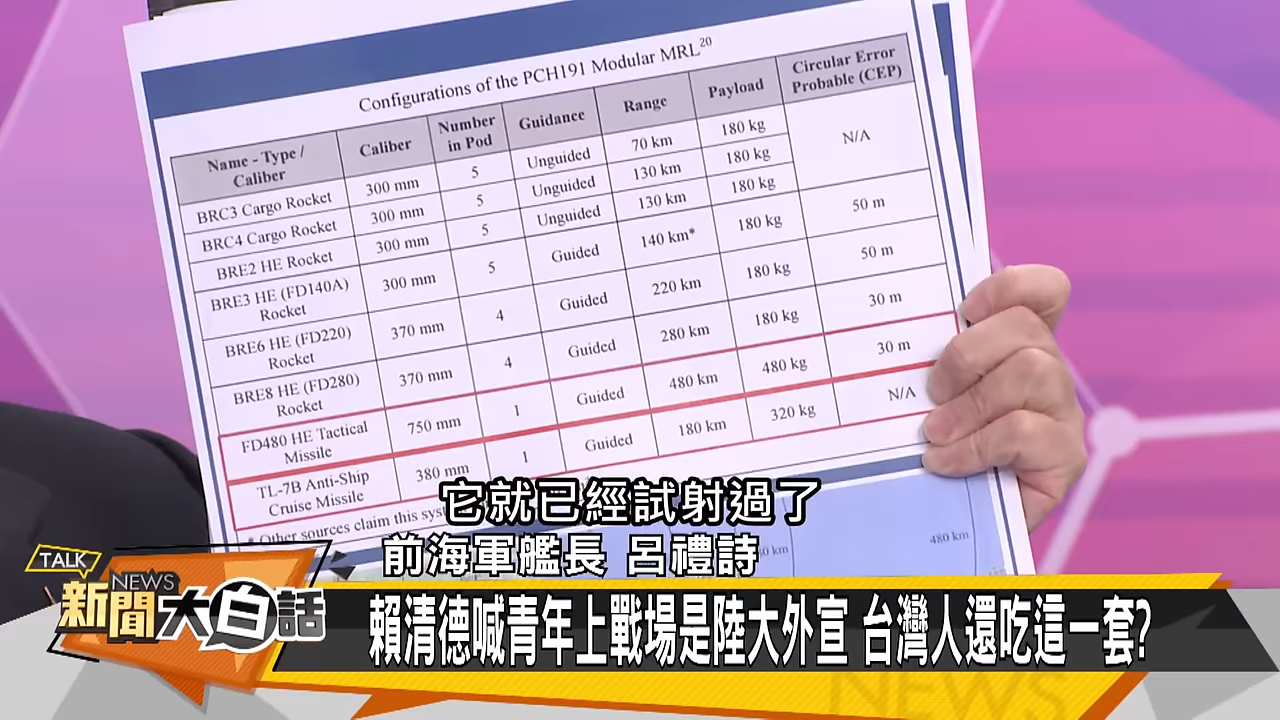 Configurations of the PCH191 Modular MRL20
Name - Type / Caliber Caliber Number in Pod Guidance Range Payload Circular Error Probable (CEP)
BRC3 Cargo Rocket 300 mm 5 Unguided 70 km 180 kg N/A
BRC4 Cargo Rocket 300 mm 5 Unguided 130 km 180 kg
BRE2 HE Rocket 300 mm 5 Unguided 130 km 180 kg
BRE3 HE (FD140A) Rocket 300 mm 5 Guided 140 km* 180 kg 50 m
BRE6 HE (FD220) Rocket 370 mm 4 Guided 220 km 180 kg 50 m
BRE8 HE (FD280) Rocket 370 mm 4 Guided 280 km 180 kg 30 m
FD480 HE Tactical Missile 750 mm 1 Guided 480 km 480 kg 30 m
TL-7B Anti-Ship Cruise Missile 380 mm 1 Guided 180 km 320 kg N/A
* Other sources claim this
480 km
它就已經試射過了
前海軍艦長 呂禮詩
TALK
NEWS
新聞大白話
賴清德喊青年上戰場是陸大外宣 台灣人還吃這一套?
NEWS